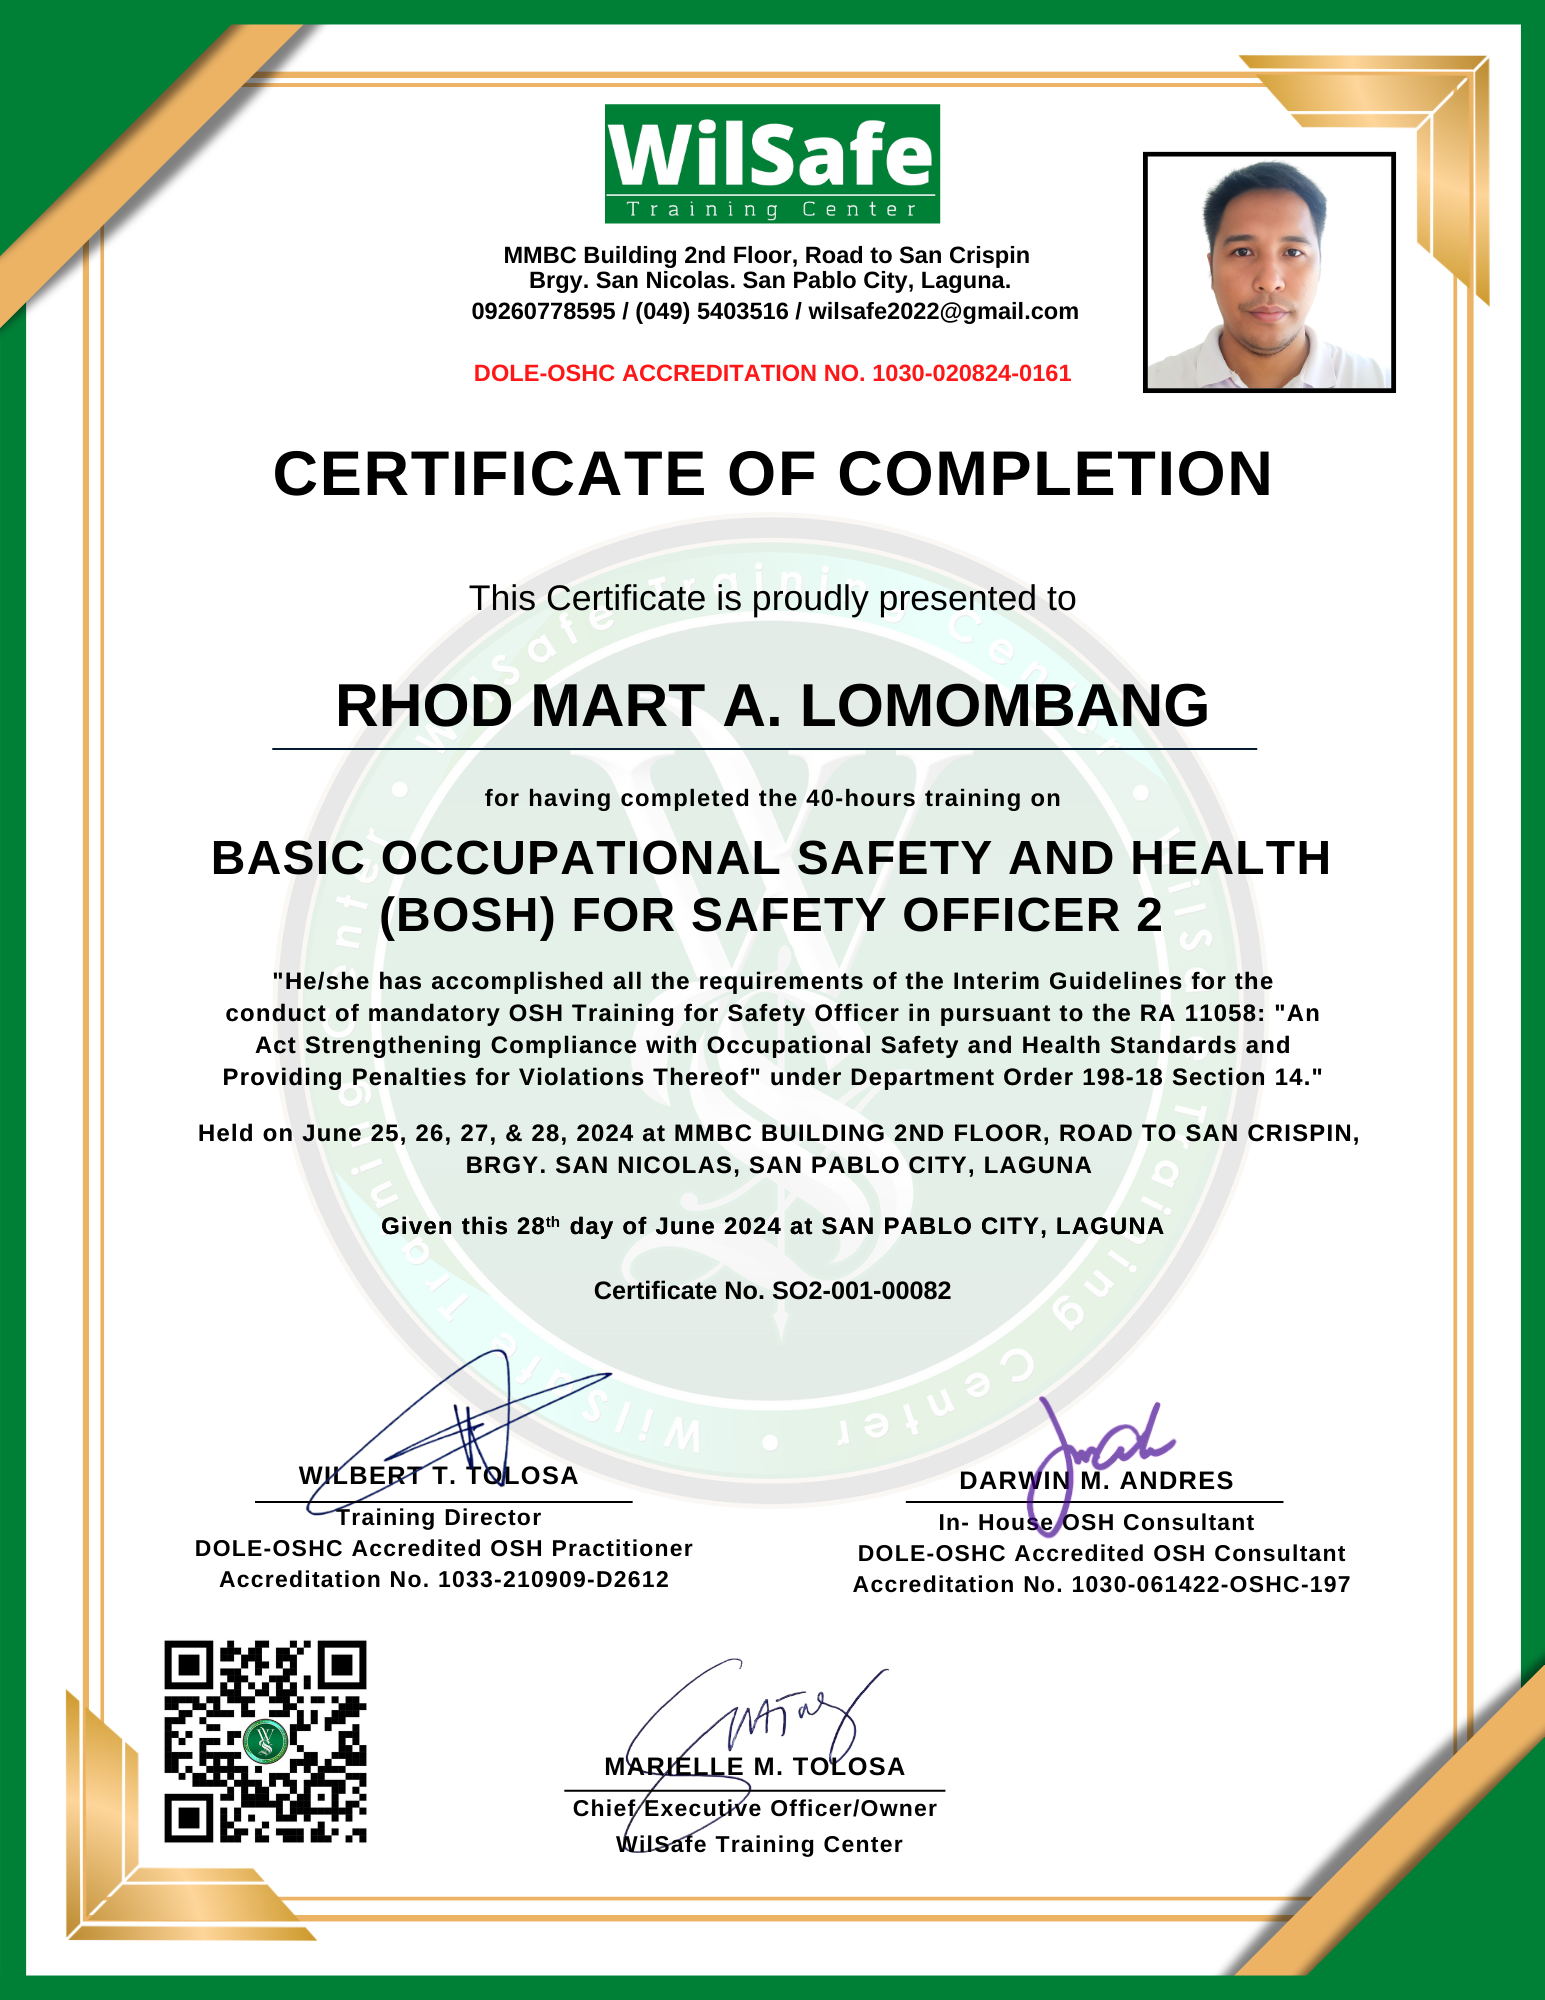 WilSafe
Training Center
MMBC Building 2nd Floor, Road to San Crispin
Brgy. San Nicolas. San Pablo City, Laguna.
09260778595 / (049) 5403516 / wilsafe2022@gmail.com
DOLE-OSHC ACCREDITATION NO. 1030-020824-0161
CERTIFICATE OF COMPLETION
This Certificate is proudly presented to
RHOD MART A. LOMOMBANG
for having completed the 40-hours training on
BASIC OCCUPATIONAL SAFETY AND HEALTH
(BOSH) FOR SAFETY OFFICER 2
"He/she has accomplished all the requirements of the Interim Guidelines for the
conduct of mandatory OSH Training for Safety Officer in pursuant to the RA 11058: "An
Act Strengthening Compliance with Occupational Safety and Health Standards and
Providing Penalties for Violations Thereof" under Department Order 198-18 Section 14."
Held on June 25, 26, 27, & 28, 2024 at MMBC BUILDING 2ND FLOOR, ROAD TO SAN CRISPIN,
BRGY. SAN NICOLAS, SAN PABLO CITY, LAGUNA
Given this 28th day of June 2024 at SAN PABLO CITY, LAGUNA
Certificate No. SO2-001-00082
WILBERT T. TOLOSA
Training Director
DOLE-OSHC Accredited OSH Practitioner
Accreditation No. 1033-210909-D2612
DARWIN M. ANDRES
In- House OSH Consultant
DOLE-OSHC Accredited OSH Consultant
Accreditation No. 1030-061422-OSHC-197
MARIELLE M. TOLOSA
Chief Executive Officer/Owner
WilSafe Training Center
WilSafe Training Center • WilSafe Training Center • WilSafe Training Center •